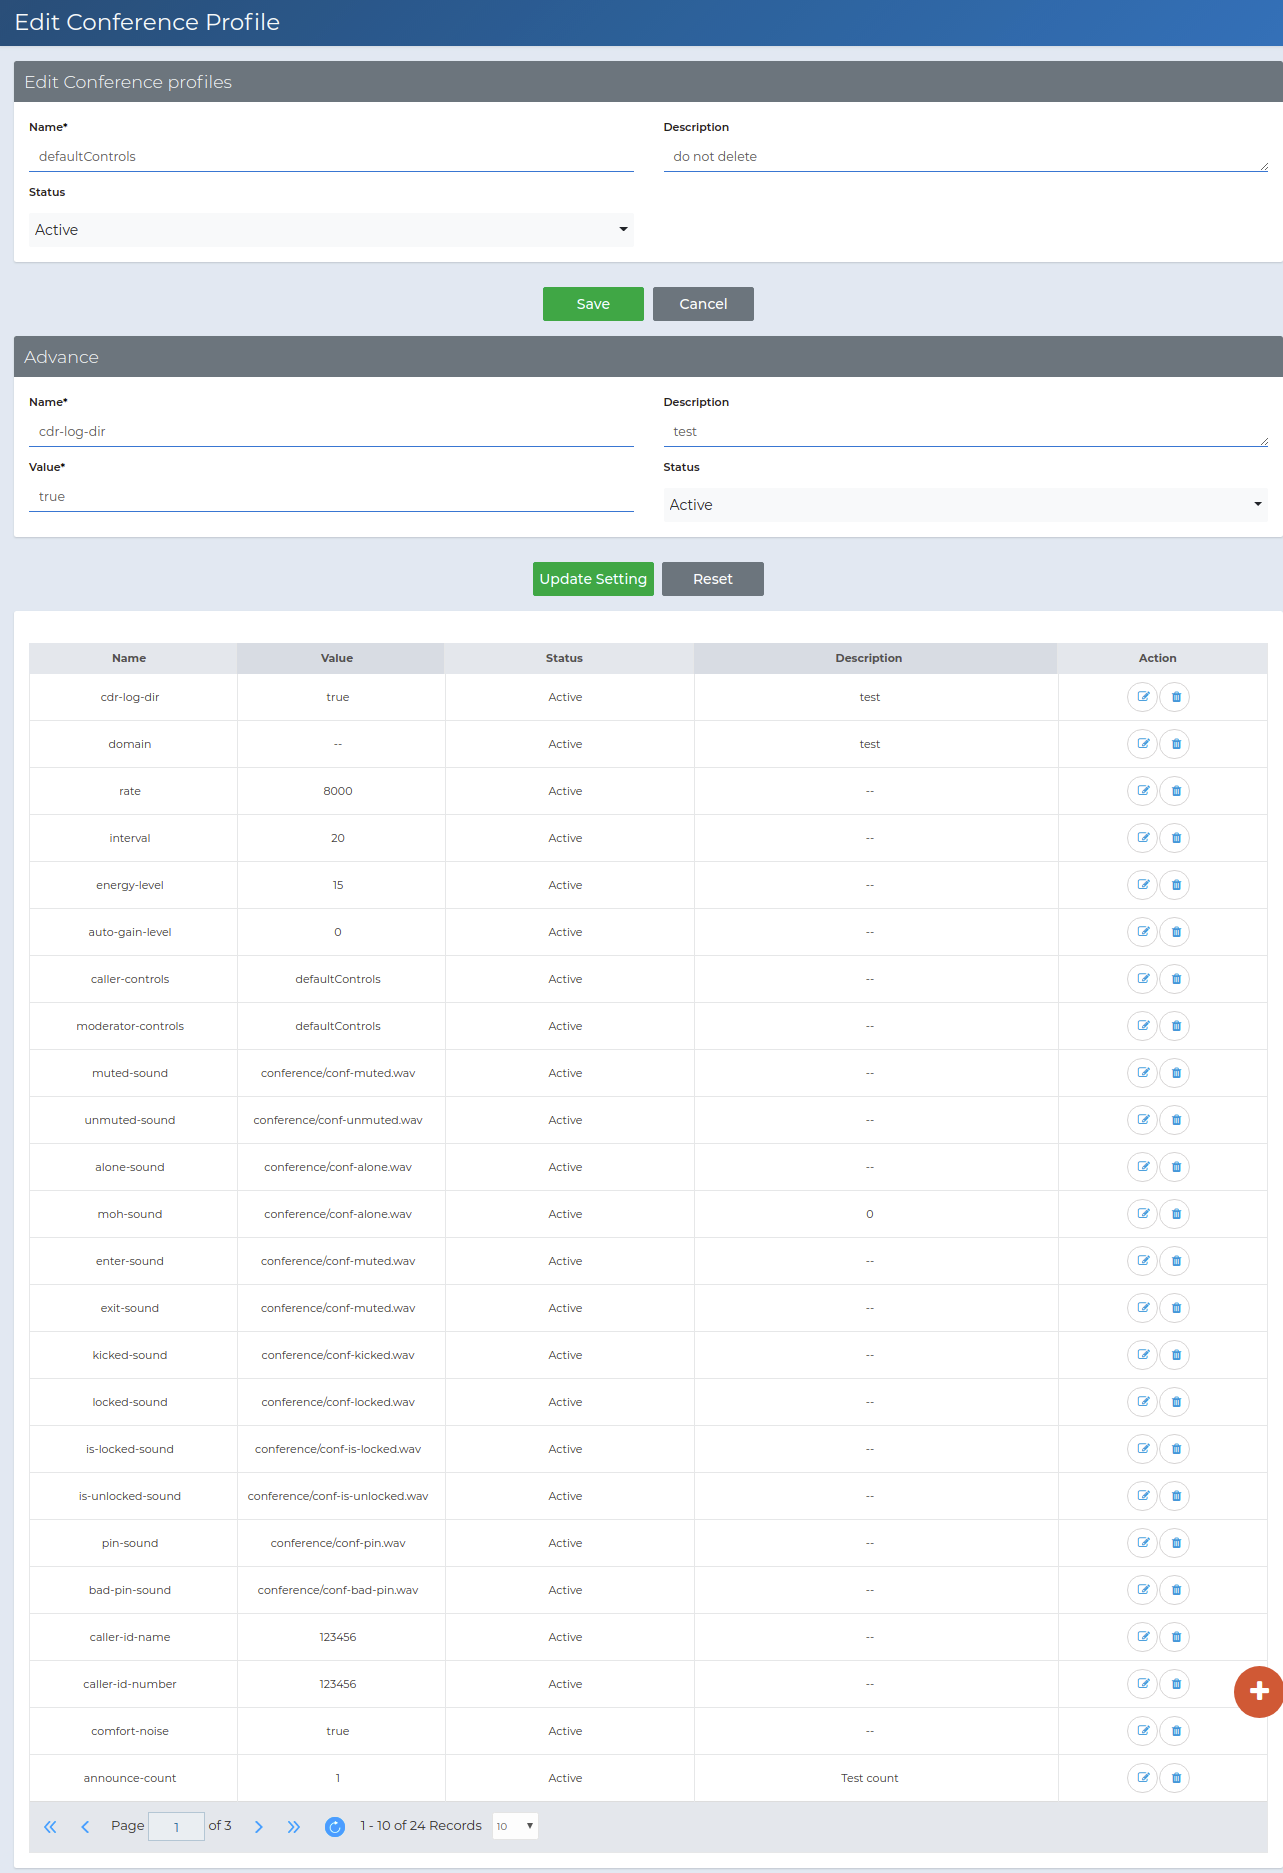 Edit Conference Profile
Edit Conference profiles
Name* Description
defaultControls do not delete
Status
Active
Save Cancel
Advance
Name* Description
cdr-log-dir test
Value* Status
true Active
Update Setting Reset
Name Value Status Description Action
cdr-log-dir true Active test
domain -- Active test
rate 8000 Active --
interval 20 Active --
energy-level 15 Active --
auto-gain-level 0 Active --
caller-controls defaultControls Active --
moderator-controls defaultControls Active --
muted-sound conference/conf-muted.wav Active --
unmuted-sound conference/conf-unmuted.wav Active --
alone-sound conference/conf-alone.wav Active --
moh-sound conference/conf-alone.wav Active 0
enter-sound conference/conf-muted.wav Active --
exit-sound conference/conf-muted.wav Active --
kicked-sound conference/conf-kicked.wav Active --
locked-sound conference/conf-locked.wav Active --
is-locked-sound conference/conf-is-locked.wav Active --
is-unlocked-sound conference/conf-is-unlocked.wav Active --
pin-sound conference/conf-pin.wav Active --
bad-pin-sound conference/conf-bad-pin.wav Active --
caller-id-name 123456 Active --
caller-id-number 123456 Active --
comfort-noise true Active --
announce-count 1 Active Test count
Page 1 of 3 1 - 10 of 24 Records 10